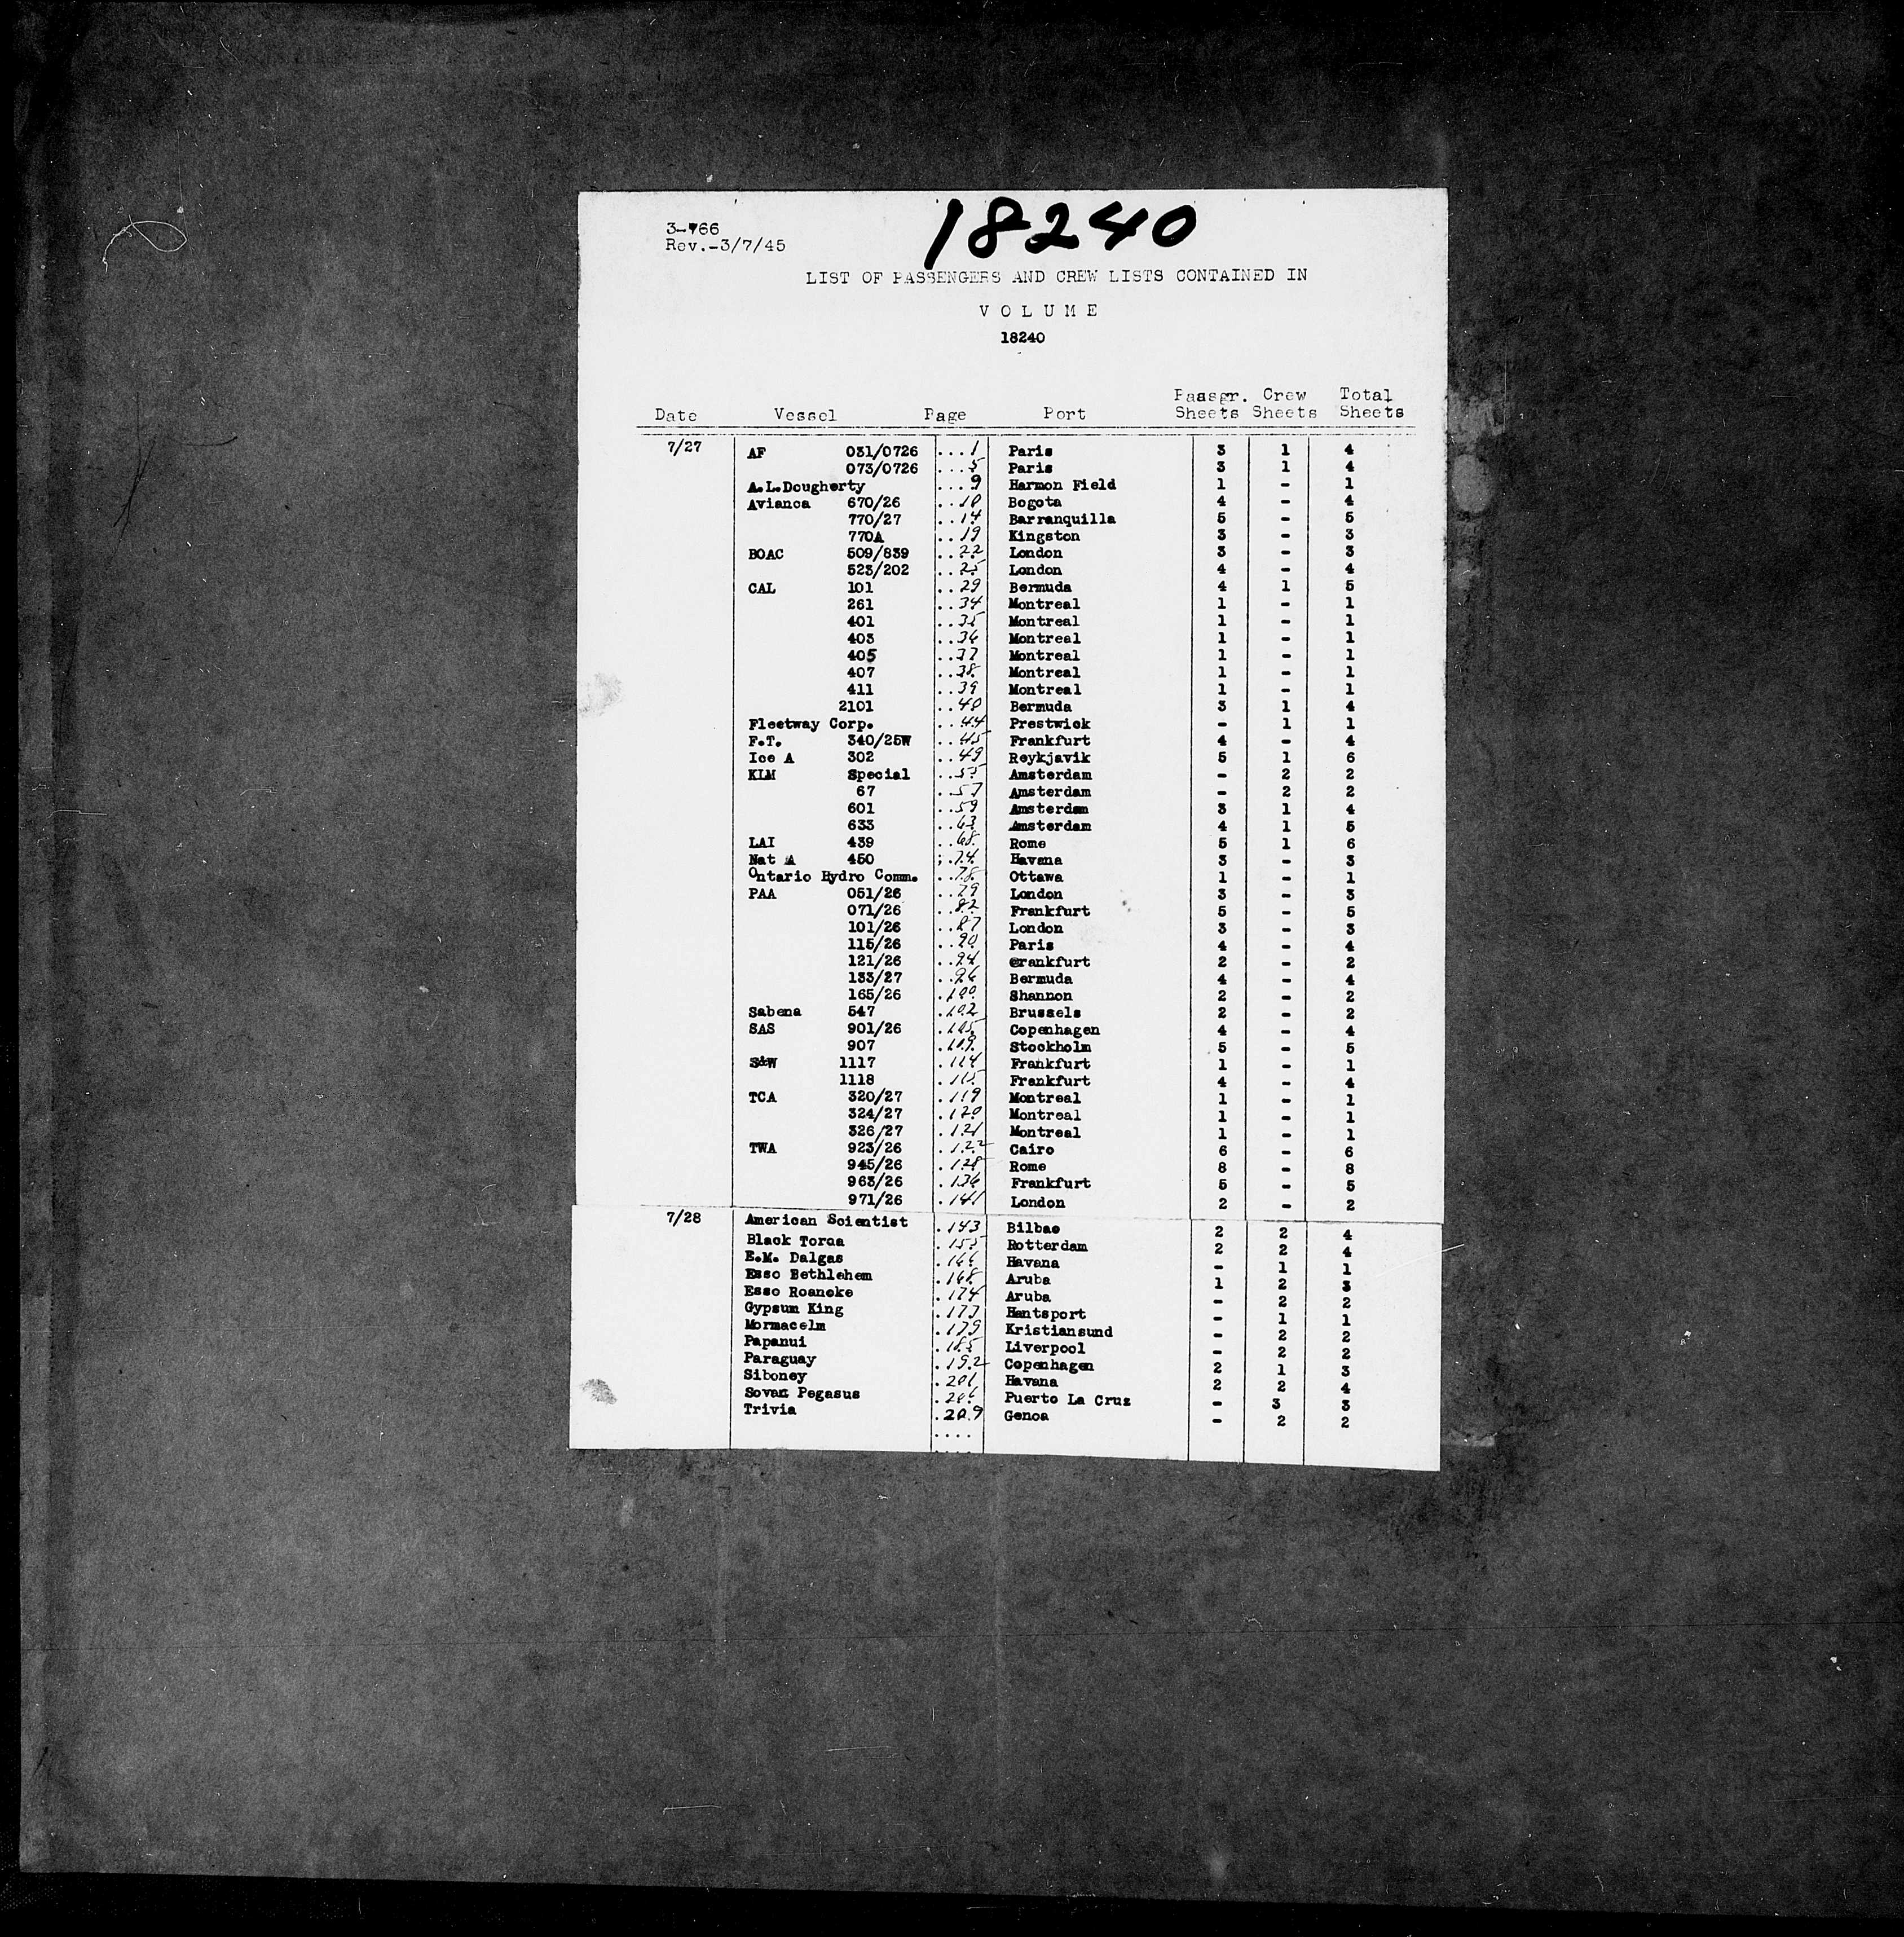 18240
3-766
Rev.-3/7/45
LIST OF PASSENGERS AND CREW LISTS CONTAINED IN
VOLUME
18240
Date Vessel Page Port Paasgr. Sheets Crew Sheets Total Sheets
7/27 AF 031/0726 ...1 Paris 3 1 4
073/0726 ...5 Paris 3 1 4
A.L.Dougherty ...9 Harmon Field 1 - 1
Avianca 670/26 ..10 Bogota 4 - 4
770/27 ..14 Barranquilla 5 - 5
770A ..19 Kingston 3 - 3
BOAC 509/839 ..22 London 3 - 3
523/202 ..25 London 4 - 4
CAL 101 ..29 Bermuda 4 1 5
261 ..34 Montreal 1 - 1
401 ..35 Montreal 1 - 1
403 ..36 Montreal 1 - 1
405 ..37 Montreal 1 - 1
407 ..38 Montreal 1 - 1
411 ..39 Montreal 1 - 1
2101 ..40 Bermuda 3 1 4
Fleetway Corp. ..44 Prestwick - 1 1
F.T. 340/25W ..45 Frankfurt 4 - 4
Ice A 302 ..49 Reykjavik 5 1 6
KLM Special ..55 Amsterdam - 2 2
67 ..57 Amsterdam - 2 2
601 ..59 Amsterdam 3 1 4
633 ..63 Amsterdam 4 1 5
LAI 439 ..68. Rome 5 1 6
Nat A 450 ;.74. Havana 3 - 3
Ontario Hydro Comm. ..78. Ottawa 1 - 1
PAA 051/26 ..79 London 3 - 3
071/26 ..82 Frankfurt 5 - 5
101/26 ..87 London 3 - 3
115/26 ..90 Paris 4 - 4
121/26 ..94 erankfurt 2 - 2
133/27 ..96 Bermuda 4 - 4
165/26 .100 Shannon 2 - 2
Sabena 547 .102 Brussels 2 - 2
SAS 901/26 .105 Copenhagen 4 - 4
907 .109 Stockholm 5 - 5
S&W 1117 .114 Frankfurt 1 - 1
1118 .115 Frankfurt 4 - 4
TCA 320/27 .119 Montreal 1 - 1
324/27 .120 Montreal 1 - 1
326/27 .121 Montreal 1 - 1
TWA 923/26 .122 Cairo 6 - 6
945/26 .128 Rome 8 - 8
963/26 .136 Frankfurt 5 - 5
971/26 .141 London 2 - 2
7/28 American Scientist .143 Bilbao 2 2 4
Black Toraa .155 Rotterdam 2 2 4
E.M. Dalgas .166 Havana - 1 1
Esso Bethlehem .168 Aruba 1 2 3
Esso Roanoke .174 Aruba - 2 2
Gypsum King .177 Hantsport - 1 1
Mormacelm .179 Kristiansund - 2 2
Papanui .185 Liverpool - 2 2
Paraguay .192 Copenhagen 2 1 3
Siboney .201 Havana 2 2 4
Sovac Pegasus .206 Puerto La Cruz - 3 3
Trivia .209 Genoa - 2 2